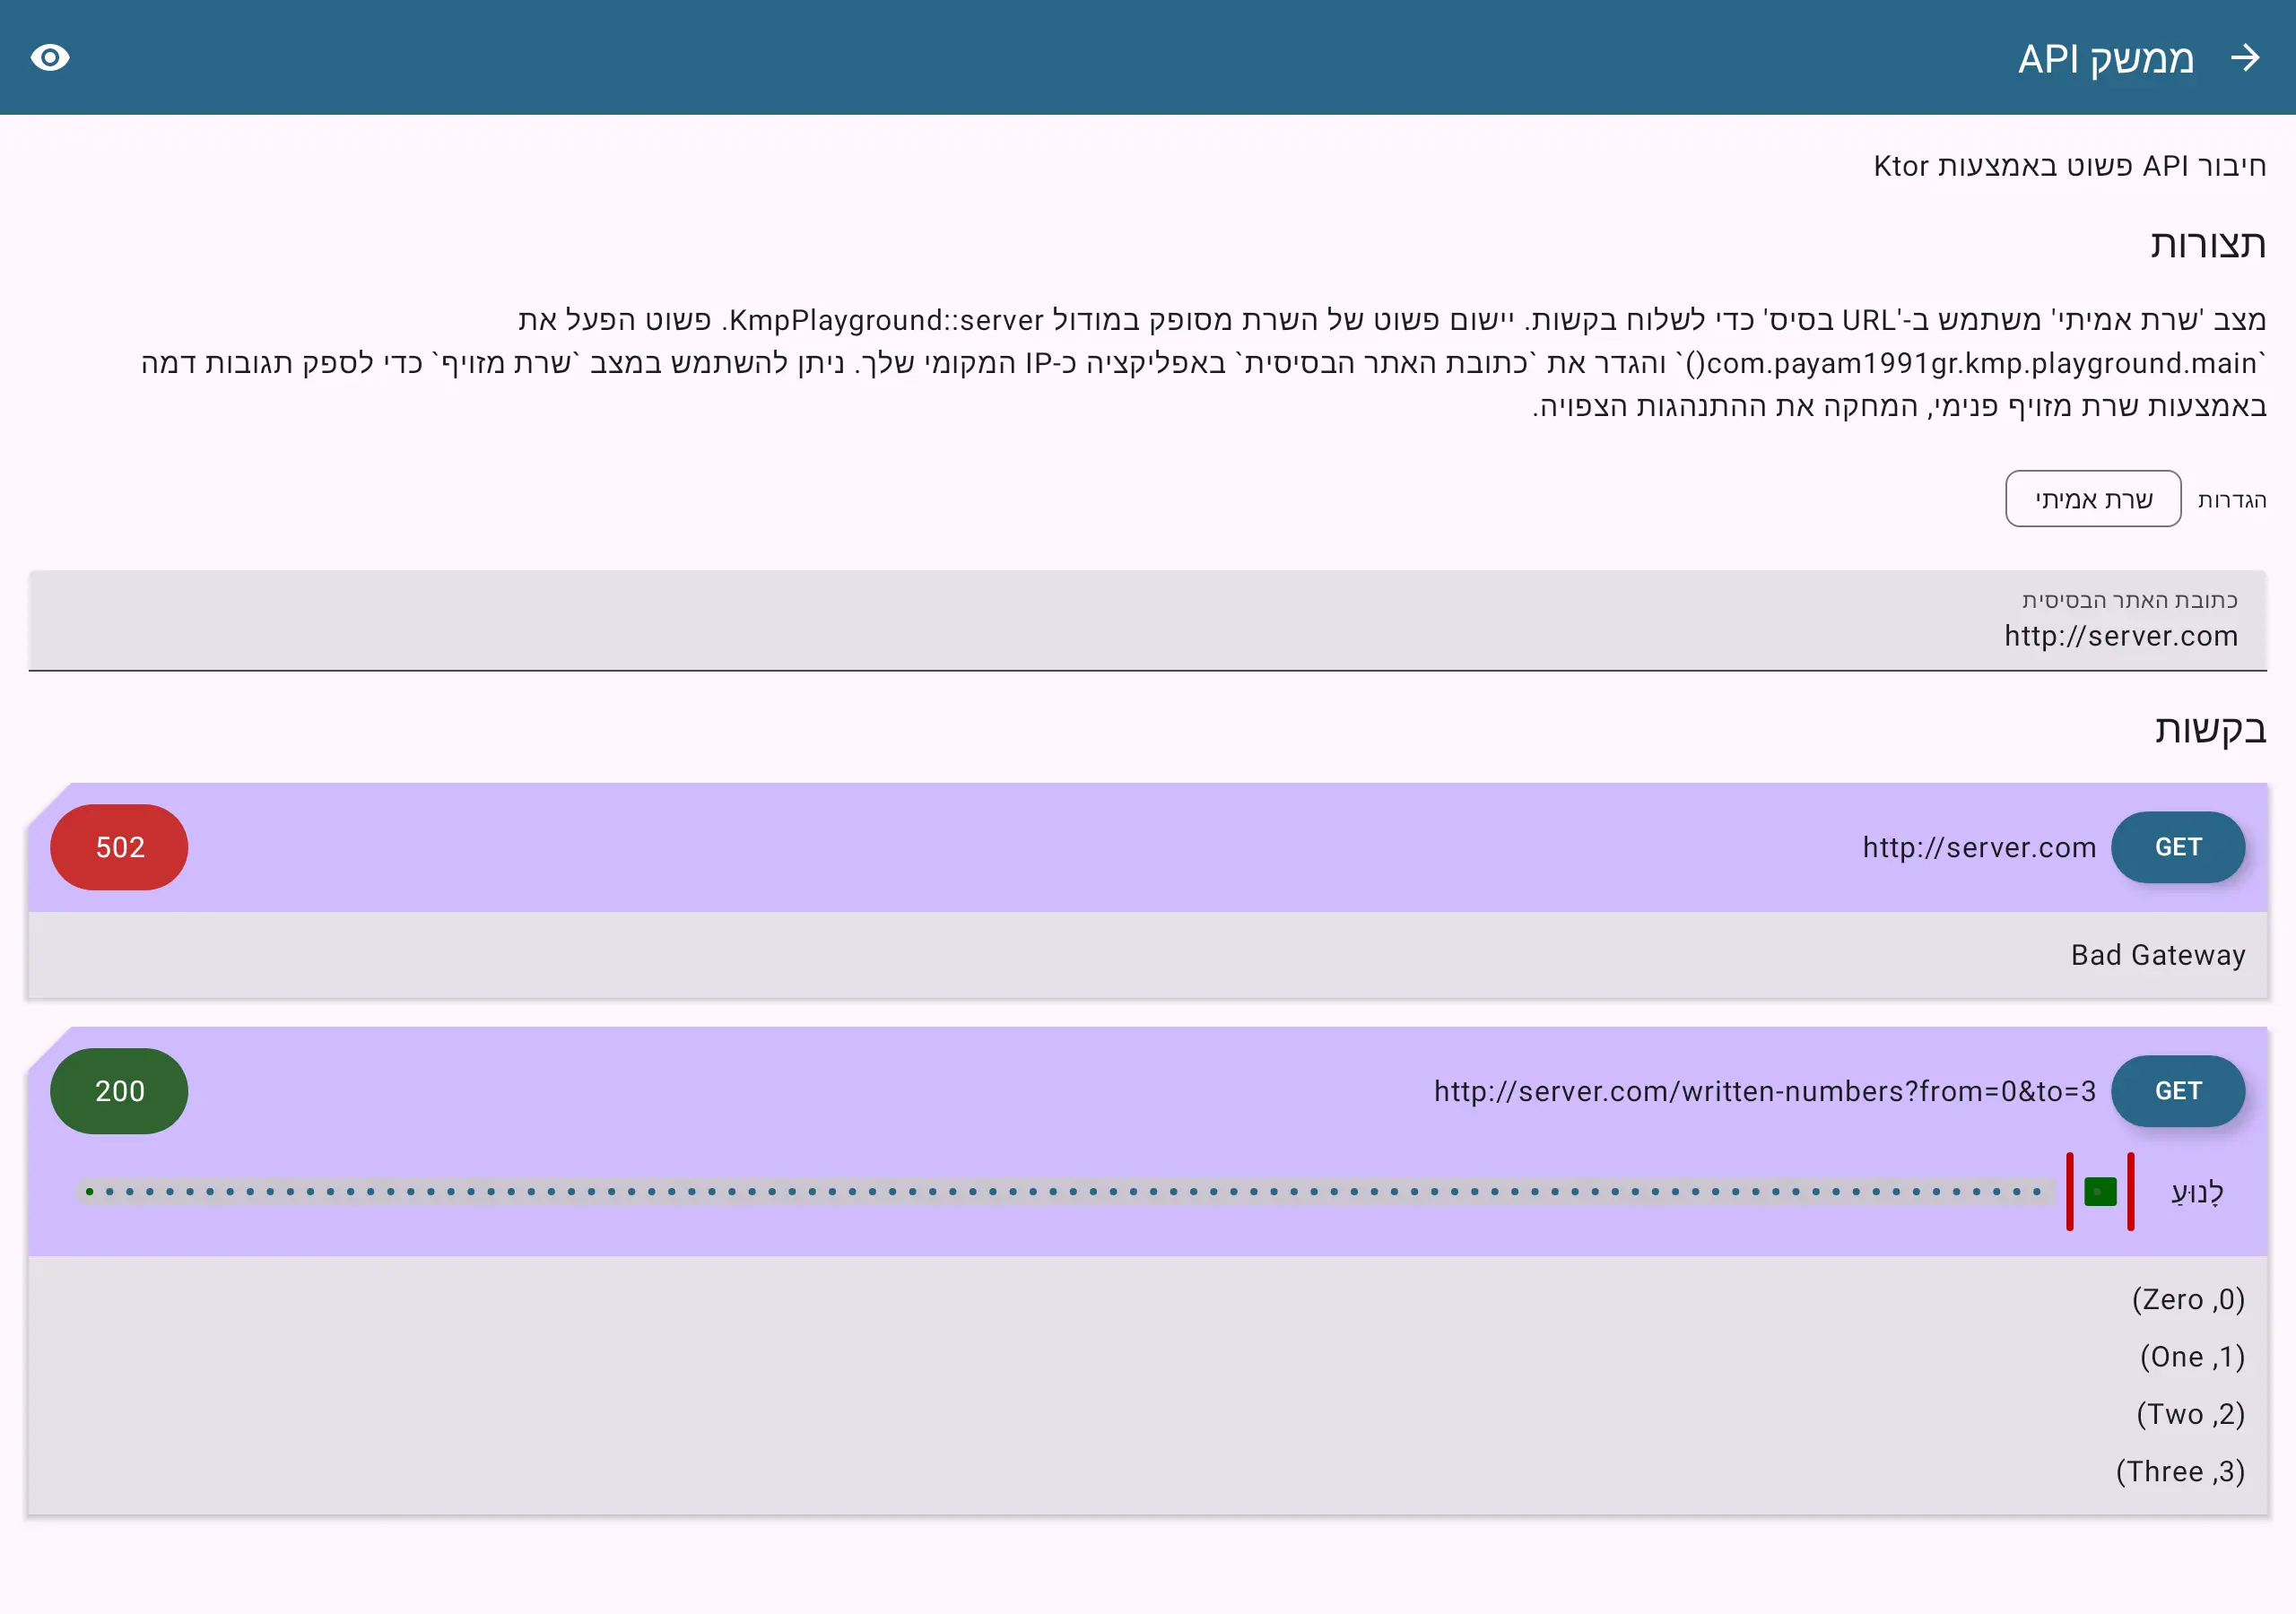 ממשק API
חיבור API פשוט באמצעות Ktor
תצורות
מצב 'שרת אמיתי' משתמש ב-'URL בסיס' כדי לשלוח בקשות. יישום פשוט של השרת מסופק במודול KmpPlayground::server. פשוט הפעל את
`com.payam1991gr.kmp.playground.main()` והגדר את `כתובת האתר הבסיסית` באפליקציה כ-IP המקומי שלך. ניתן להשתמש במצב `שרת מזויף` כדי לספק תגובות דמה
באמצעות שרת מזויף פנימי, המחקה את ההתנהגות הצפויה.
הגדרות שרת אמיתי
כתובת האתר הבסיסית
http://server.com
בקשות
GET http://server.com 502
Bad Gateway
GET http://server.com/written-numbers?from=0&to=3 200
לָנוּעַ
(0, Zero)
(1, One)
(2, Two)
(3, Three)